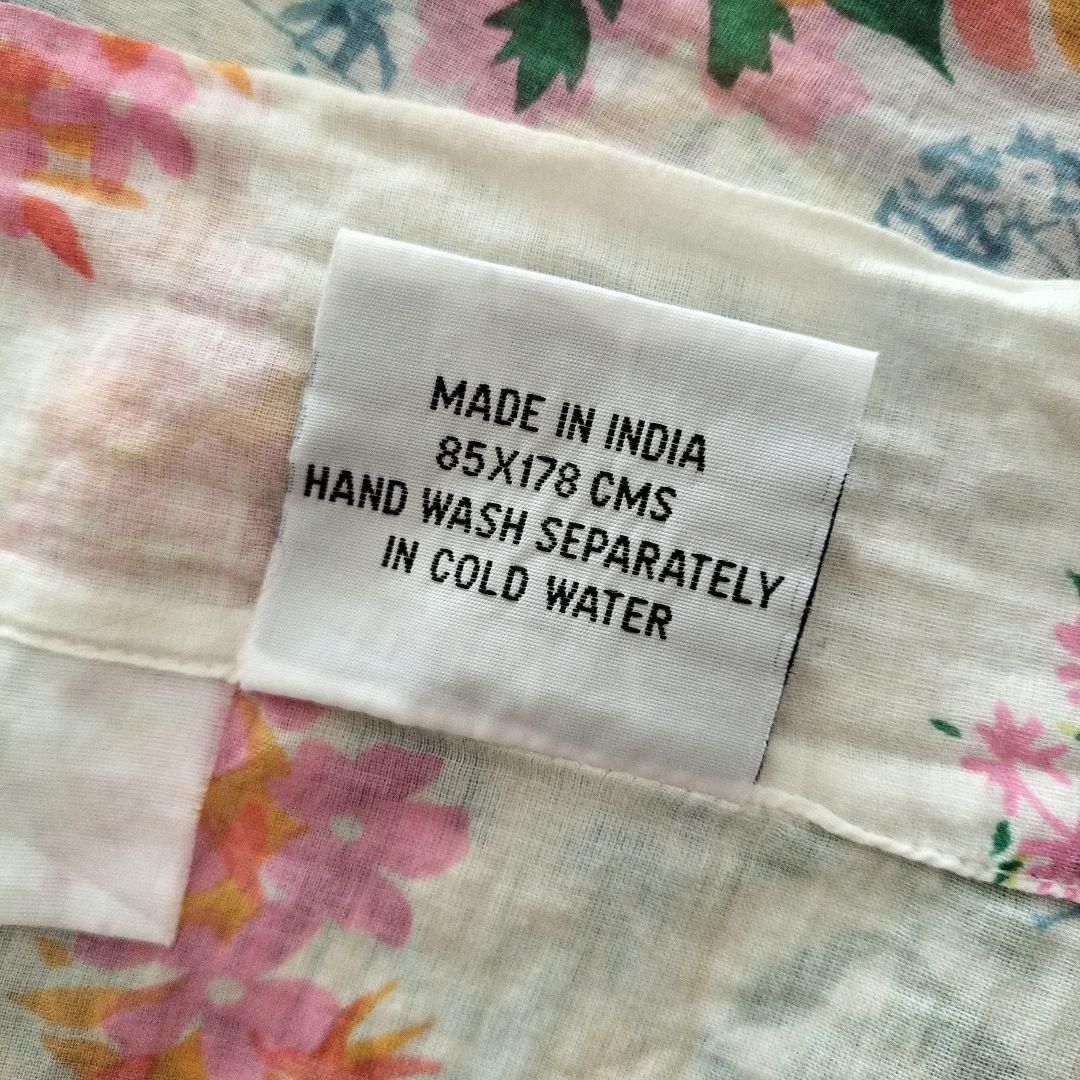 MADE IN INDIA
85X178 CMS
HAND WASH SEPARATELY
IN COLD WATER